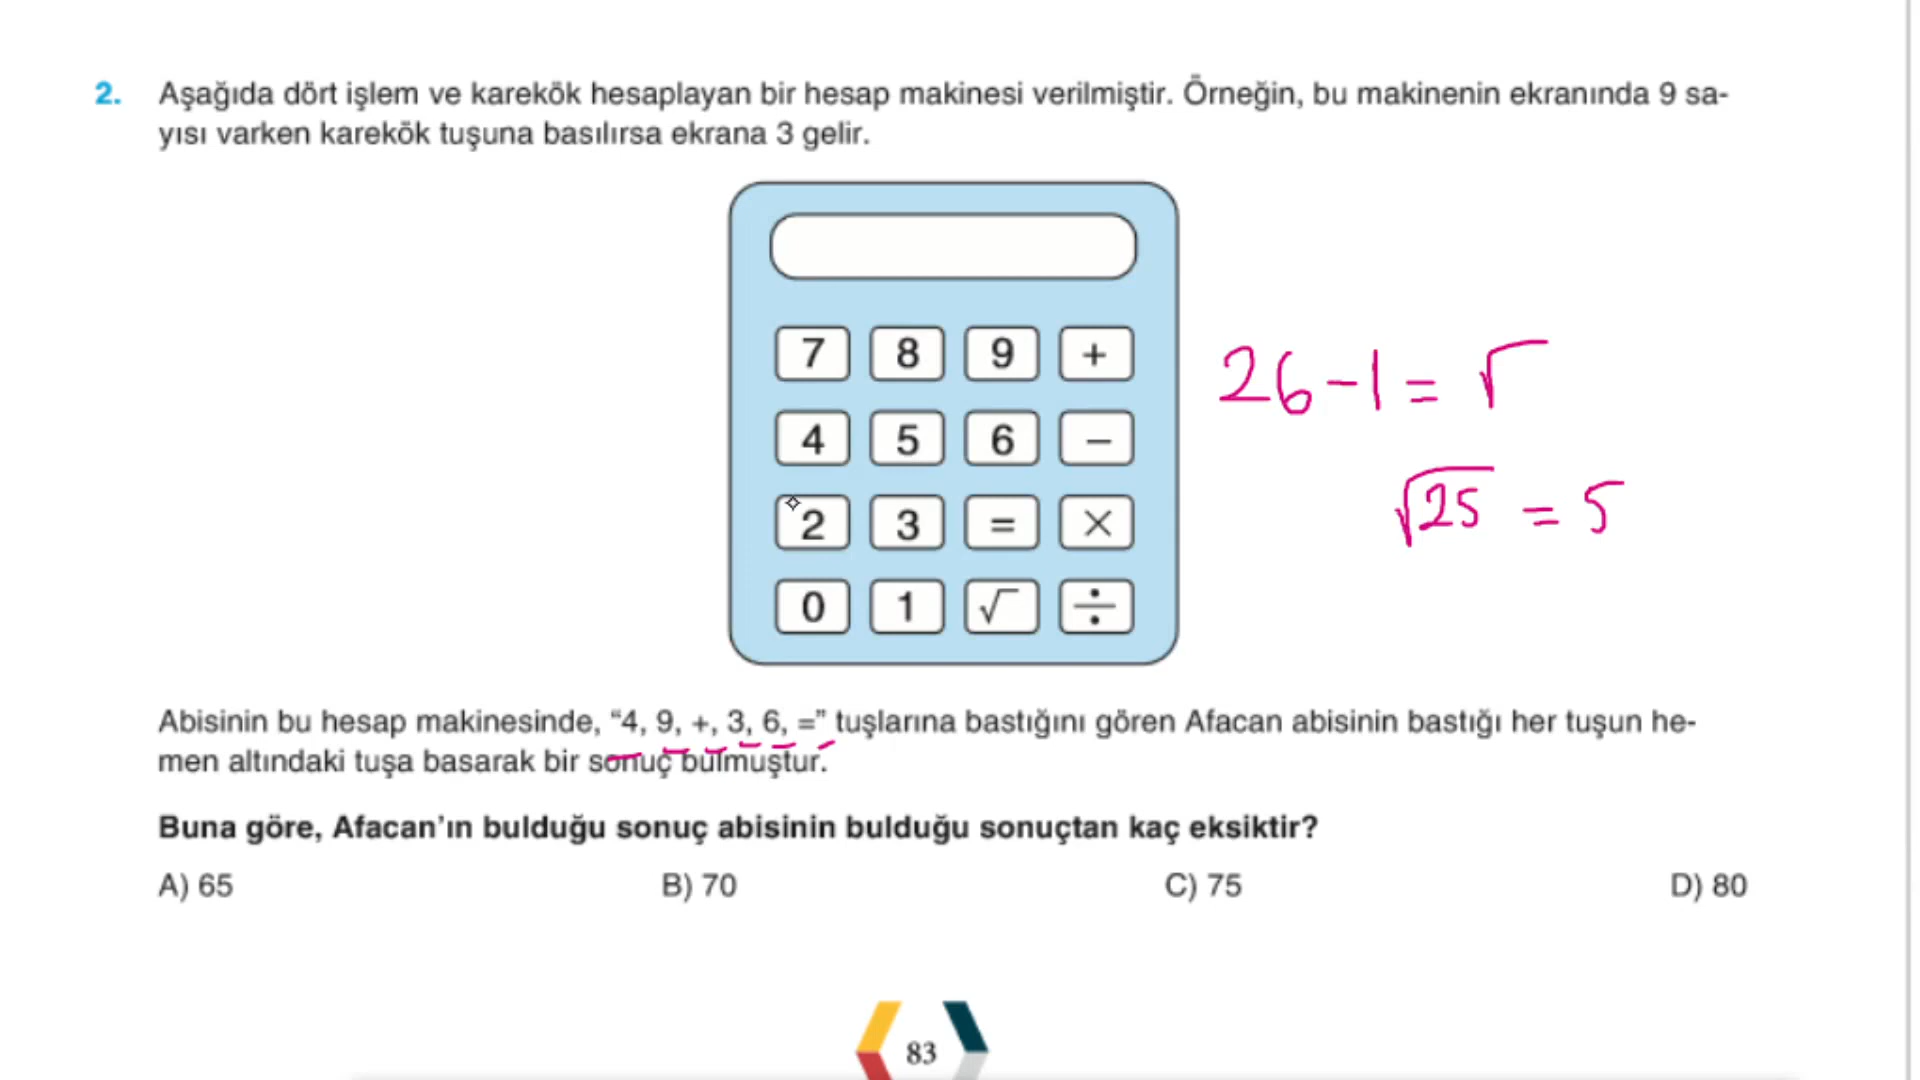 2. Aşağıda dört işlem ve karekök hesaplayan bir hesap makinesi verilmiştir. Örneğin, bu makinenin ekranında 9 sa-
yısı varken karekök tuşuna basılırsa ekrana 3 gelir.
7 8 9 +
4 5 6 −
2 3 = ×
0 1 √ ÷
26-1= √
√25 = 5
Abisinin bu hesap makinesinde, “4, 9, +, 3, 6, =” tuşlarına bastığını gören Afacan abisinin bastığı her tuşun he-
men altındaki tuşa basarak bir sonuç bulmuştur.
Buna göre, Afacan’ın bulduğu sonuç abisinin bulduğu sonuçtan kaç eksiktir?
A) 65 B) 70 C) 75 D) 80
83